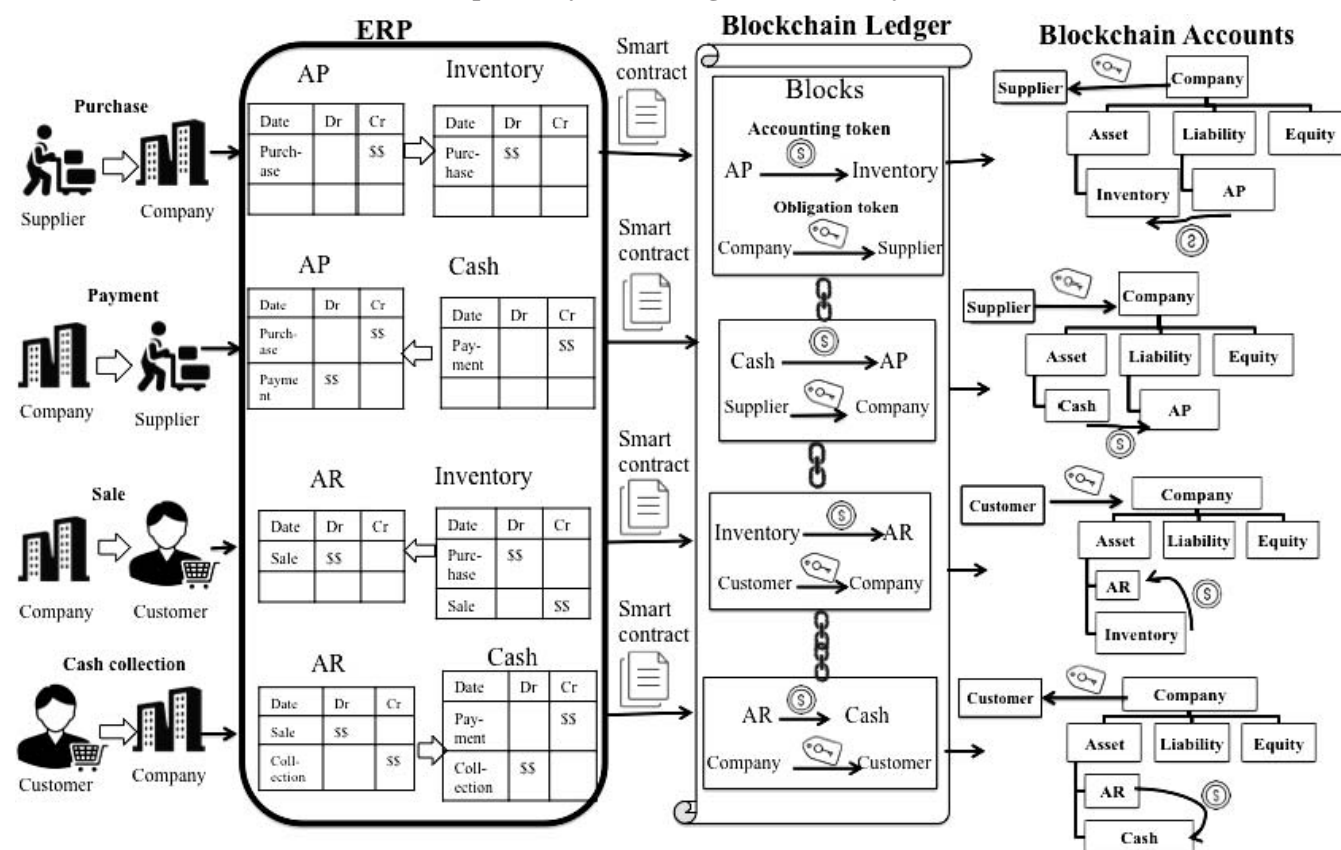 ERP
Blockchain Ledger
Blockchain Accounts
Purchase
Supplier
Company
AP
Date Dr Cr
Purch-
ase
$$
Inventory
Date Dr Cr
Purc-
hase
$$
Smart
contract
Blocks
Accounting token
AP
Inventory
Obligation token
Company
Supplier
Supplier
Company
Asset
Liability
Equity
Inventory
AP
Payment
Company
Supplier
AP
Date Dr Cr
Purch-
ase
$$
Payme
nt
$$
Cash
Date Dr Cr
Pay-
ment
$$
Smart
contract
Cash
AP
Supplier
Company
Supplier
Company
Asset
Liability
Equity
Cash
AP
Sale
Company
Customer
AR
Date Dr Cr
Sale $$
Inventory
Date Dr Cr
Purc-
hase
$$
Sale $$
Smart
contract
Inventory
AR
Customer
Company
Customer
Company
Asset
Liability
Equity
AR
Inventory
Cash collection
Customer
Company
AR
Date Dr Cr
Sale $$
Coll-
ection
$$
Cash
Date Dr Cr
Pay-
ment
$$
Coll-
ection
$$
Smart
contract
AR
Cash
Company
Customer
Customer
Company
Asset
Liability
Equity
AR
Cash